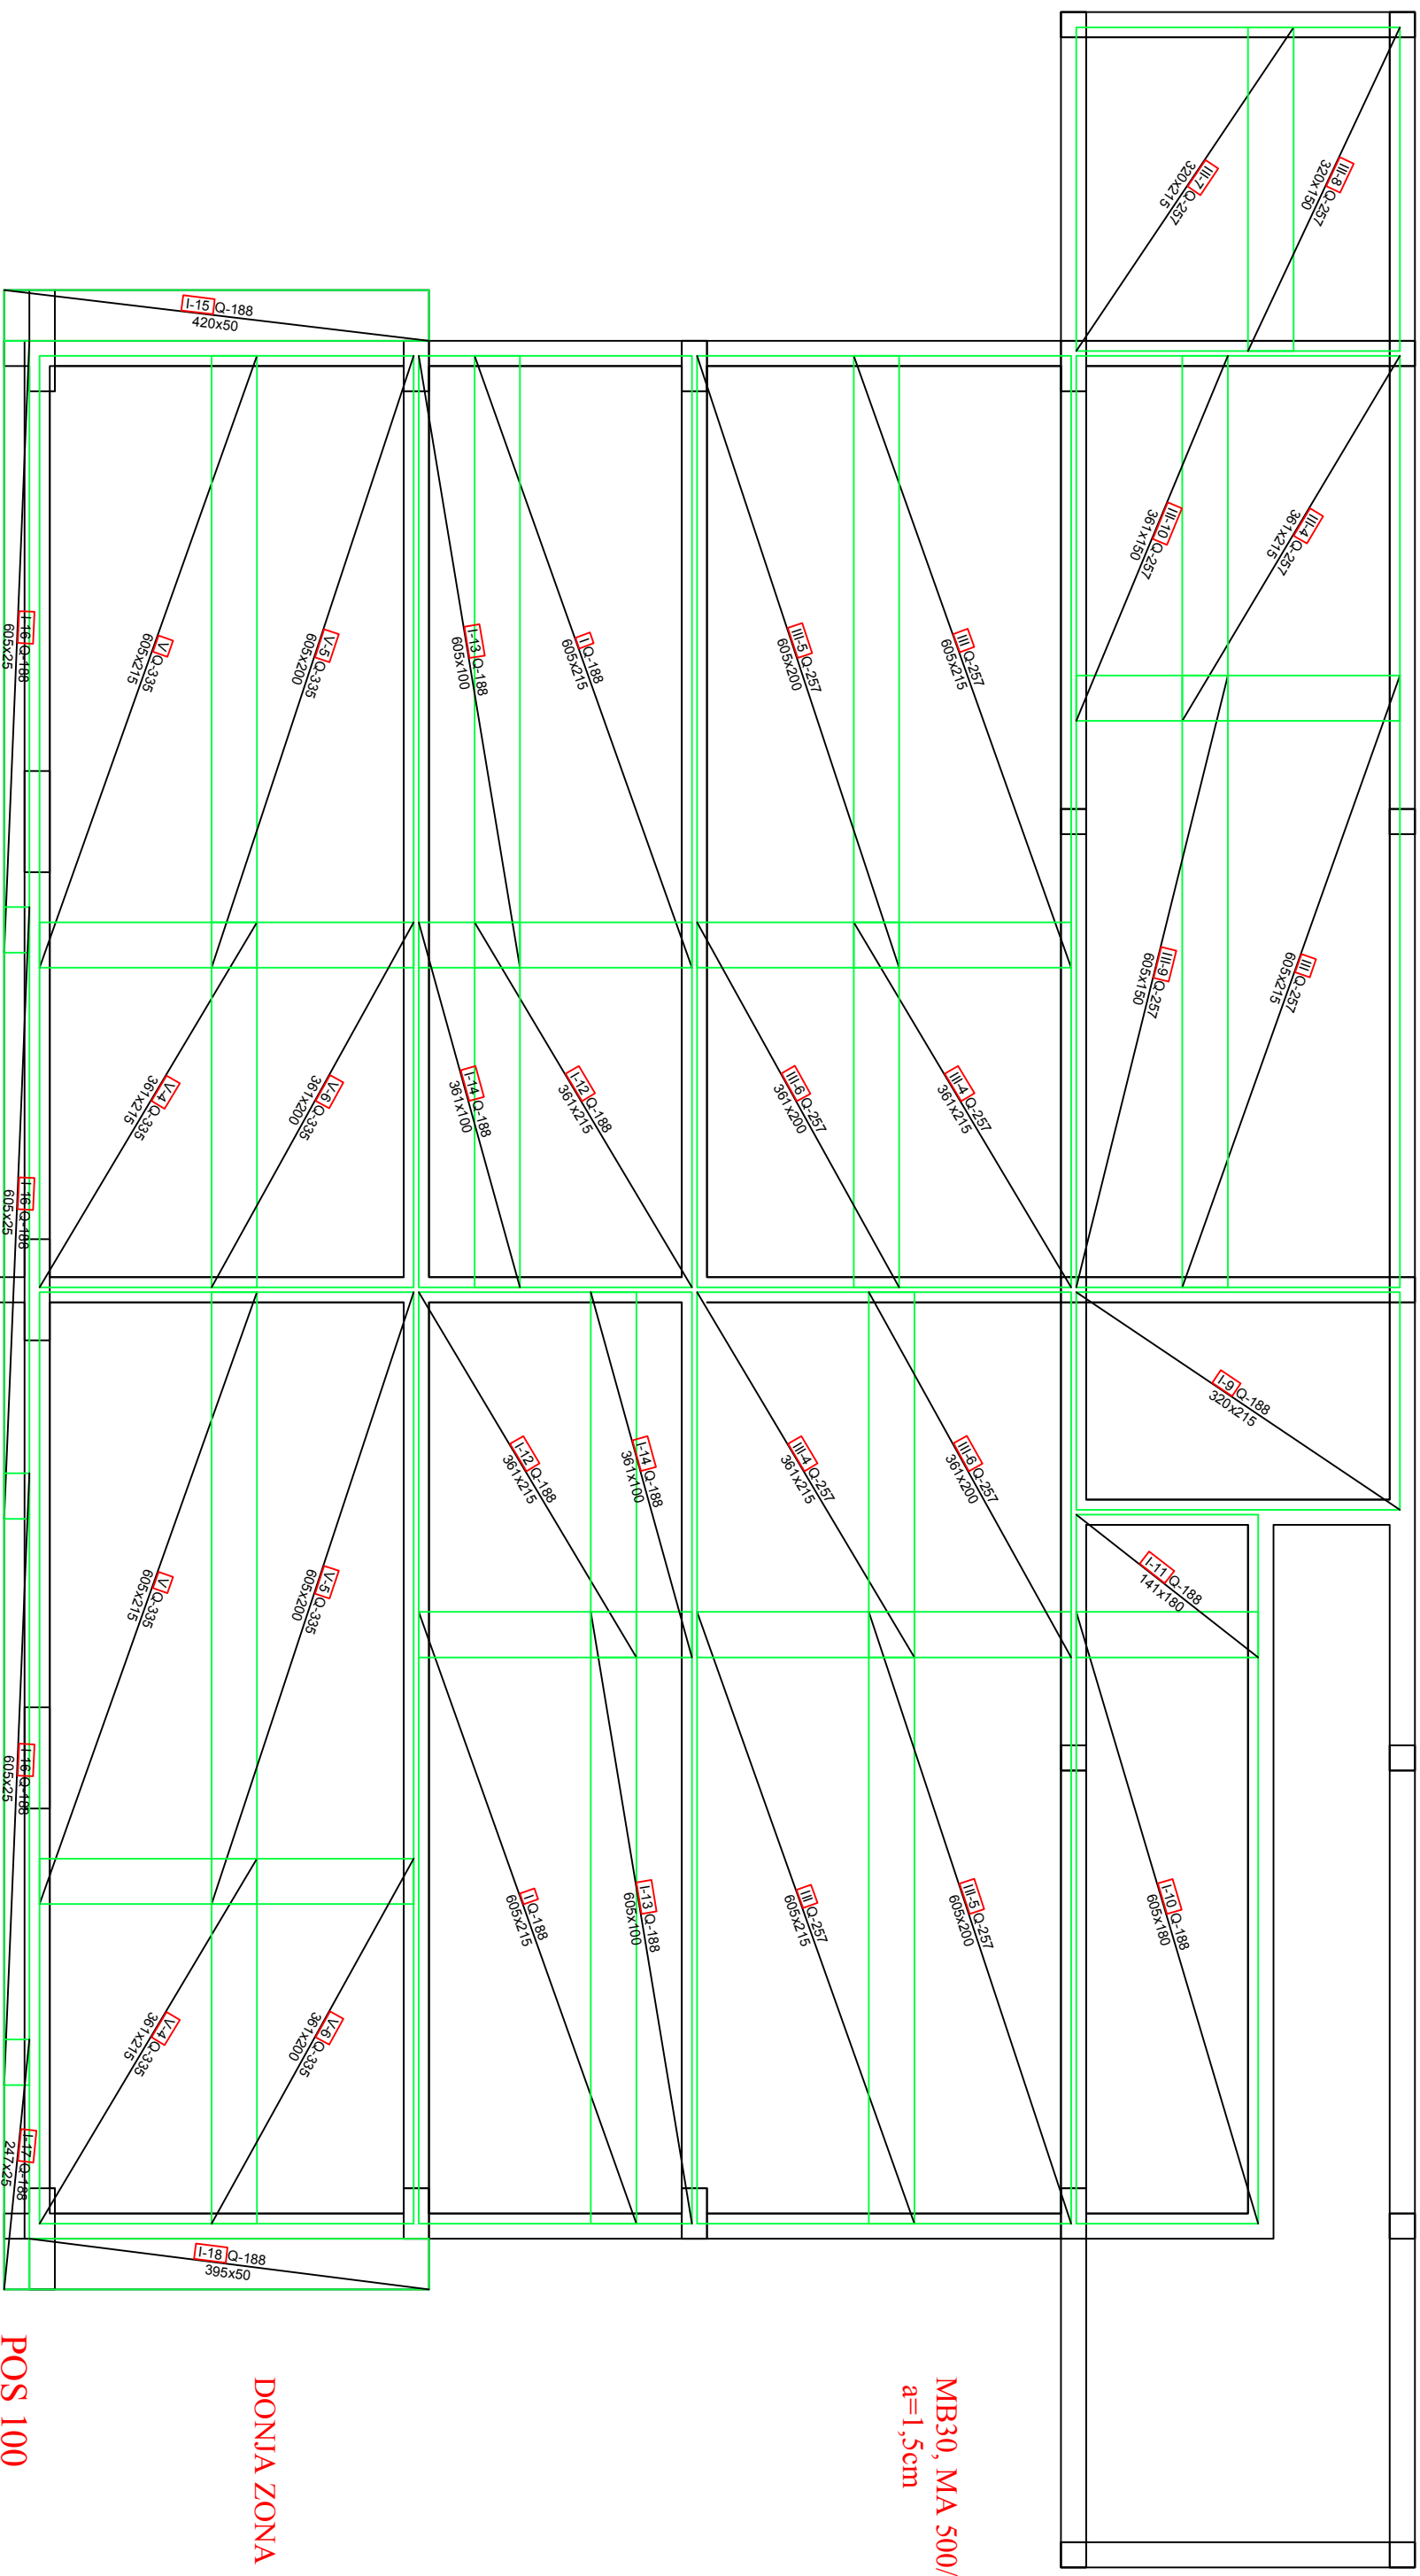 III-8 Q-257
320x150
III-7 Q-257
320x215
III-4 Q-257
361x215
III Q-257
605x215
III-10 Q-257
361x150
III-9 Q-257
605x150
I-9 Q-188
320x215
I-11 Q-188
141x180
I-10 Q-188
605x180
III Q-257
605x215
III-4 Q-257
361x215
III-6 Q-257
361x200
III-5 Q-257
605x200
III-5 Q-257
605x200
III-6 Q-257
361x200
III-4 Q-257
361x215
III Q-257
605x215
MB30, MA 500/
a=1,5cm
I Q-188
605x215
I-12 Q-188
361x215
I-14 Q-188
361x100
I-13 Q-188
605x100
I-13 Q-188
605x100
I-14 Q-188
361x100
I-12 Q-188
361x215
I Q-188
605x215
V-5 Q-335
605x200
V-6 Q-335
361x200
V-5 Q-335
605x200
V-6 Q-335
361x200
I-15 Q-188
420x50
I-18 Q-188
395x50
DONJA ZONA
V Q-335
605x215
V-4 Q-335
361x215
V Q-335
605x215
V-4 Q-335
361x215
I-16 Q-188
605x25
I-16 Q-188
605x25
I-16 Q-188
605x25
I-17 Q-188
247x25
POS 100